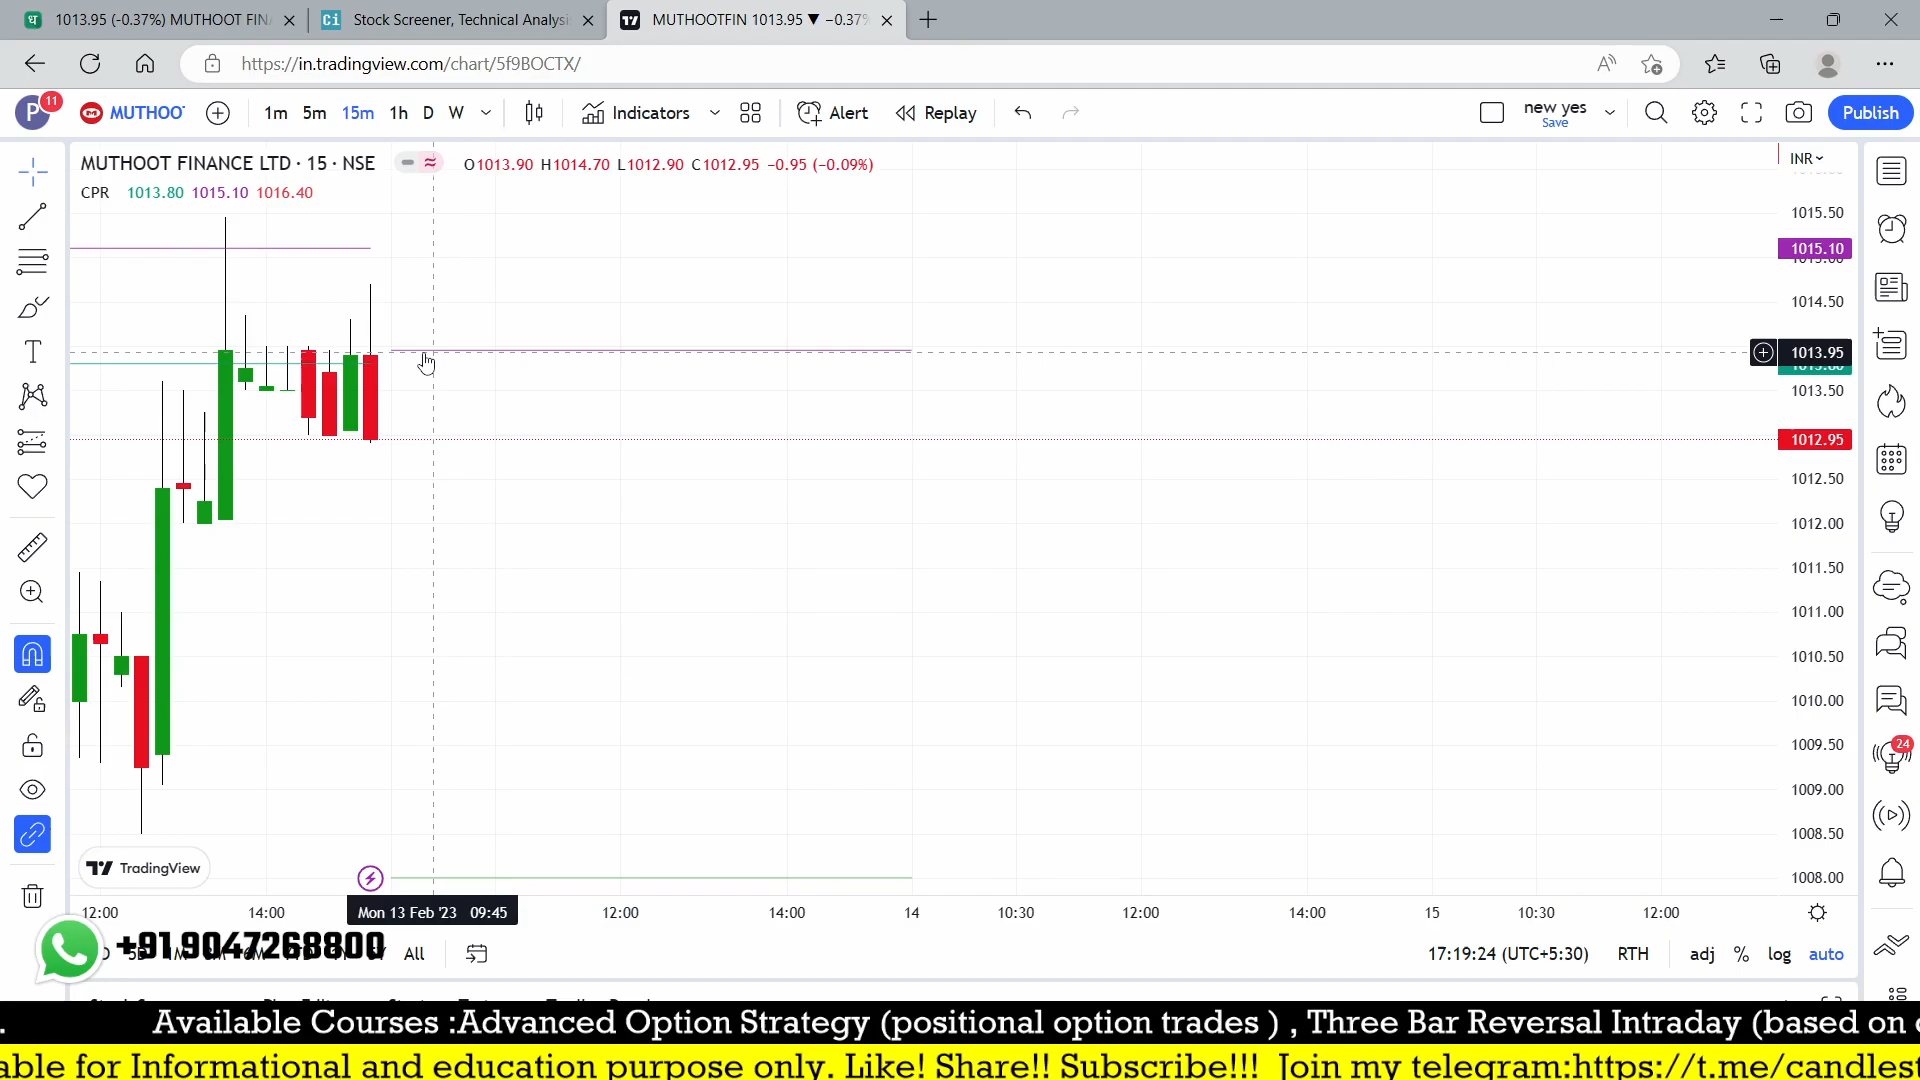 1013.95 (-0.37%) MUTHOOT FIN
Stock Screener, Technical Analysi
MUTHOOTFIN 1013.95 ▼ −0.37%
https://in.tradingview.com/chart/5f9BOCTX/
P 11 MUTHOOT 1m 5m 15m 1h D W Indicators Alert Replay new yes Save Publish
MUTHOOT FINANCE LTD · 15 · NSE O1013.90 H1014.70 L1012.90 C1012.95 −0.95 (−0.09%) INR
CPR 1013.80 1015.10 1016.40
1015.50
1015.10
1015.00
1014.50
1013.95
1013.80
1013.50
1012.95
1012.50
1012.00
1011.50
1011.00
1010.50
1010.00
1009.50
24
1009.00
1008.50
TradingView
1008.00
12:00 14:00 Mon 13 Feb '23 09:45 12:00 14:00 14 10:30 12:00 14:00 15 10:30 12:00
+91 9047268800
All 17:19:24 (UTC+5:30) RTH adj % log auto
. Available Courses :Advanced Option Strategy (positional option trades ) , Three Bar Reversal Intraday (based on
able for Informational and education purpose only. Like! Share!! Subscribe!!! Join my telegram:https://t.me/candlest